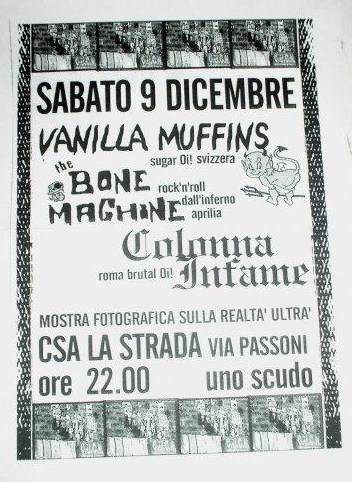 SABATO 9 DICEMBRE
VANILLA MUFFINS
sugar Oi! svizzera
the BONE MACHINE
rock'n'roll
dall'inferno
aprilia
Colonna
roma brutal Oi! Infame
MOSTRA FOTOGRAFICA SULLA REALTA' ULTRA'
CSA LA STRADA VIA PASSONI
ore 22.00 uno scudo